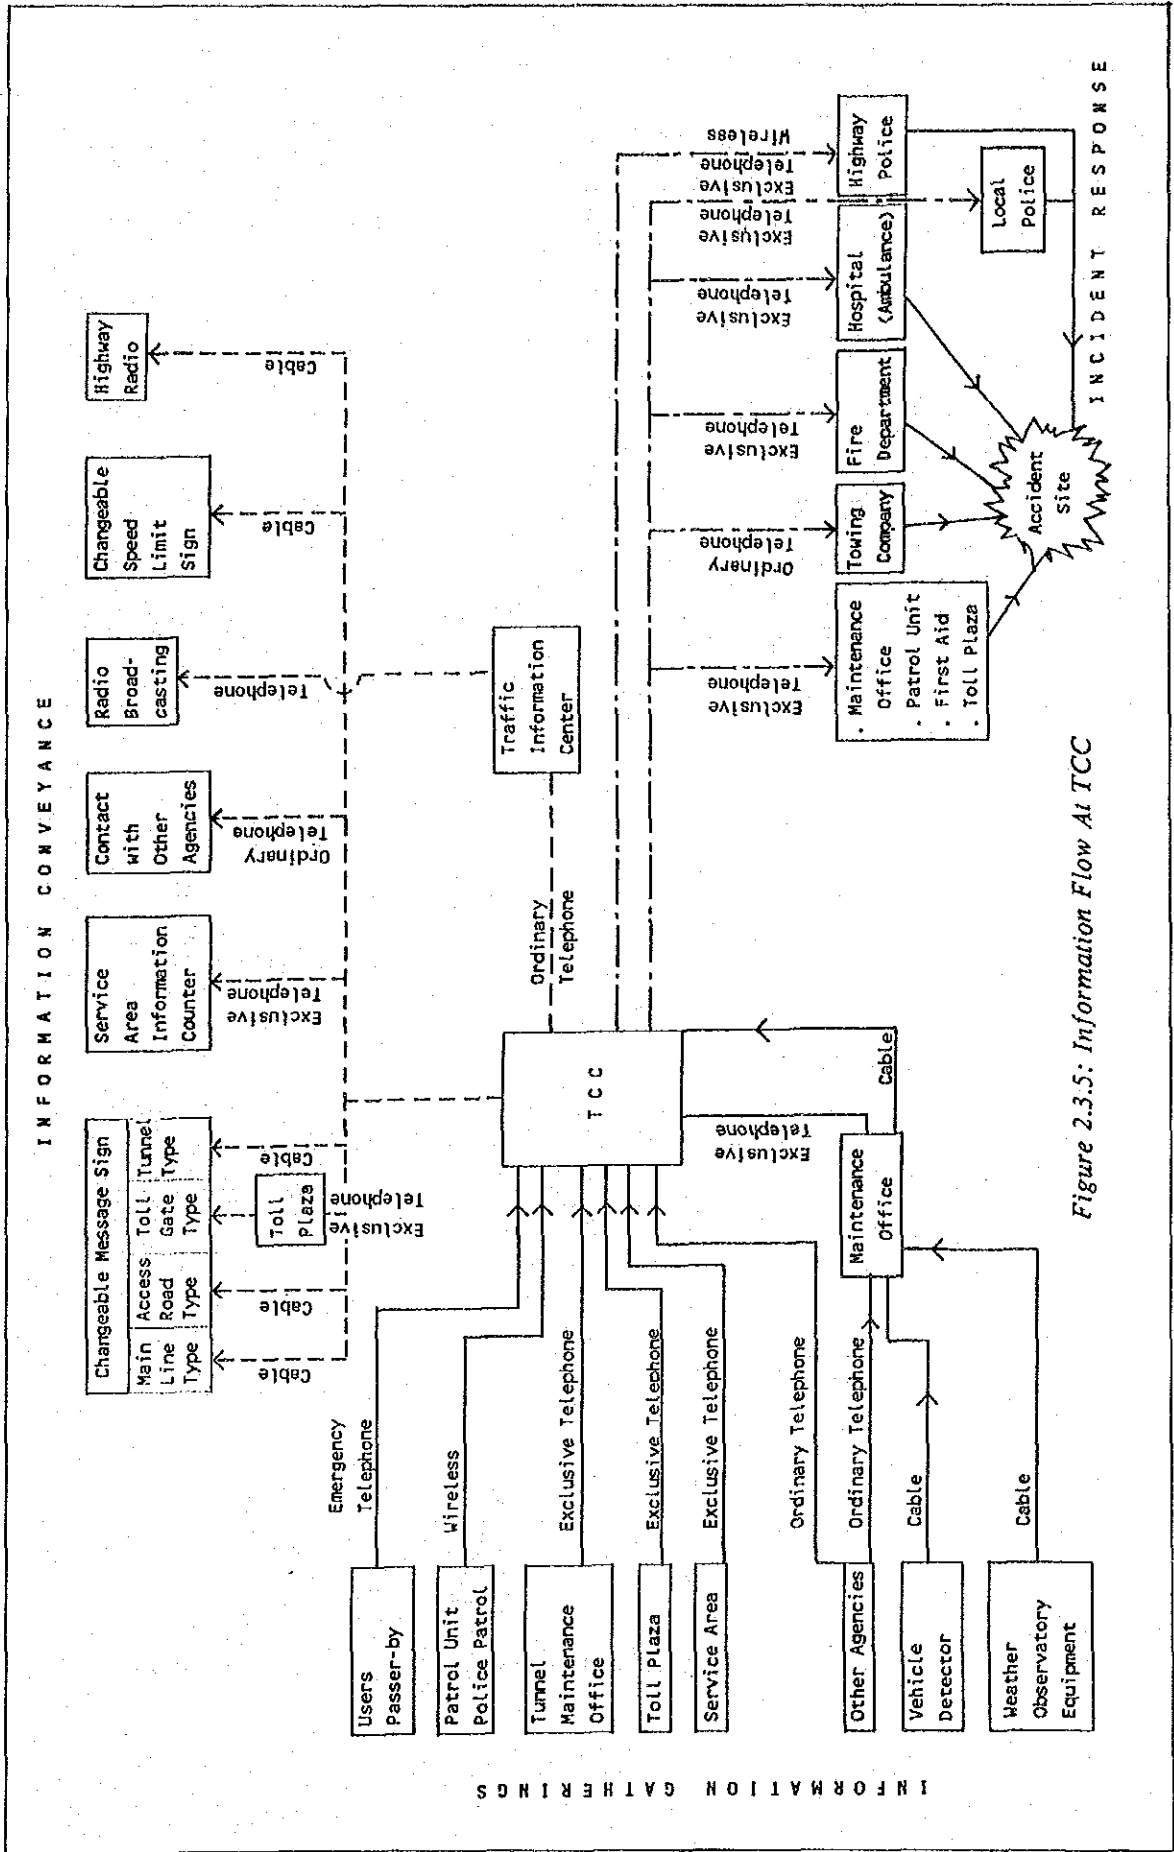 INFORMATION CONVEYANCE
Changeable Message Sign
Main
Line
Type
Access
Road
Type
Toll
Gate
Type
Tunnel
Type
Service
Area
Information
Counter
Contact
with
Other
Agencies
Radio
Broad-
casting
Changeable
Speed
Limit
Sign
Highway
Radio
Cable
Cable
Toll
Plaza
Exclusive
Telephone
Cable
Exclusive
Telephone
Ordinary
Telephone
Telephone
Cable
Cable
INFORMATION GATHERINGS
Users
Passer-by
Emergency
Telephone
Patrol Unit
Police Patrol
Wireless
Tunnel
Maintenance
Office
Exclusive Telephone
Toll Plaza
Exclusive Telephone
Service Area
Exclusive Telephone
Other Agencies
Ordinary Telephone
Ordinary Telephone
Vehicle
Detector
Cable
Weather
Observatory
Equipment
Cable
Maintenance
Office
Exclusive
Telephone
Cable
TCC
Ordinary
Telephone
Traffic
Information
Center
Exclusive
Telephone
Ordinary
Telephone
Exclusive
Telephone
Exclusive
Telephone
Exclusive
Telephone
Exclusive
Telephone
Wireless
· Maintenance
Office
· Patrol Unit
· First Aid
· Toll Plaza
Towing
Company
Fire
Department
Hospital
(Ambulance)
Highway
Police
Local
Police
Accident
Site
INCIDENT RESPONSE
Figure 2.3.5: Information Flow At TCC